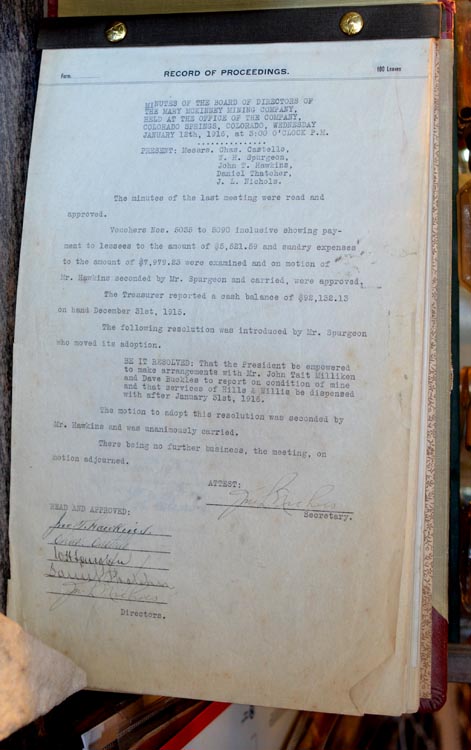 Form
RECORD OF PROCEEDINGS.
100 Leaves
MINUTES OF THE BOARD OF DIRECTORS OF
THE MARY MCKINNEY MINING COMPANY,
HELD AT THE OFFICE OF THE COMPANY,
COLORADO SPRINGS, COLORADO, WEDNESDAY
JANUARY 12th, 1916, at 3:00 O'CLOCK P.M.
PRESENT: Messrs. Chas. Castello,
W. H. Spurgeon,
John T. Hawkins,
Daniel Thatcher,
J. L. Nichols.
The minutes of the last meeting were read and
approved.
Vouchers Nos. 5038 to 5090 inclusive showing pay-
ment to lessees to the amount of $5,521.59 and sundry expenses
to the amount of $7,979.23 were examined and on motion of
Mr. Hawkins seconded by Mr. Spurgeon and carried, were approved.
The Treasurer reported a cash balance of $92,152.13
on hand December 31st, 1915.
The following resolution was introduced by Mr. Spurgeon
who moved its adoption.
BE IT RESOLVED: That the President be empowered
to make arrangements with Mr. John Tait Milliken
and Dave Buckles to report on condition of mine
and that services of Hills & Willis be dispensed
with after January 31st, 1916.
The motion to adopt this resolution was seconded by
Mr. Hawkins and was unanimously carried.
There being no further business, the meeting, on
motion adjourned.
ATTEST:
Secretary.
READ AND APPROVED:
Jno T. Hawkins
W H Spurgeon
Directors.